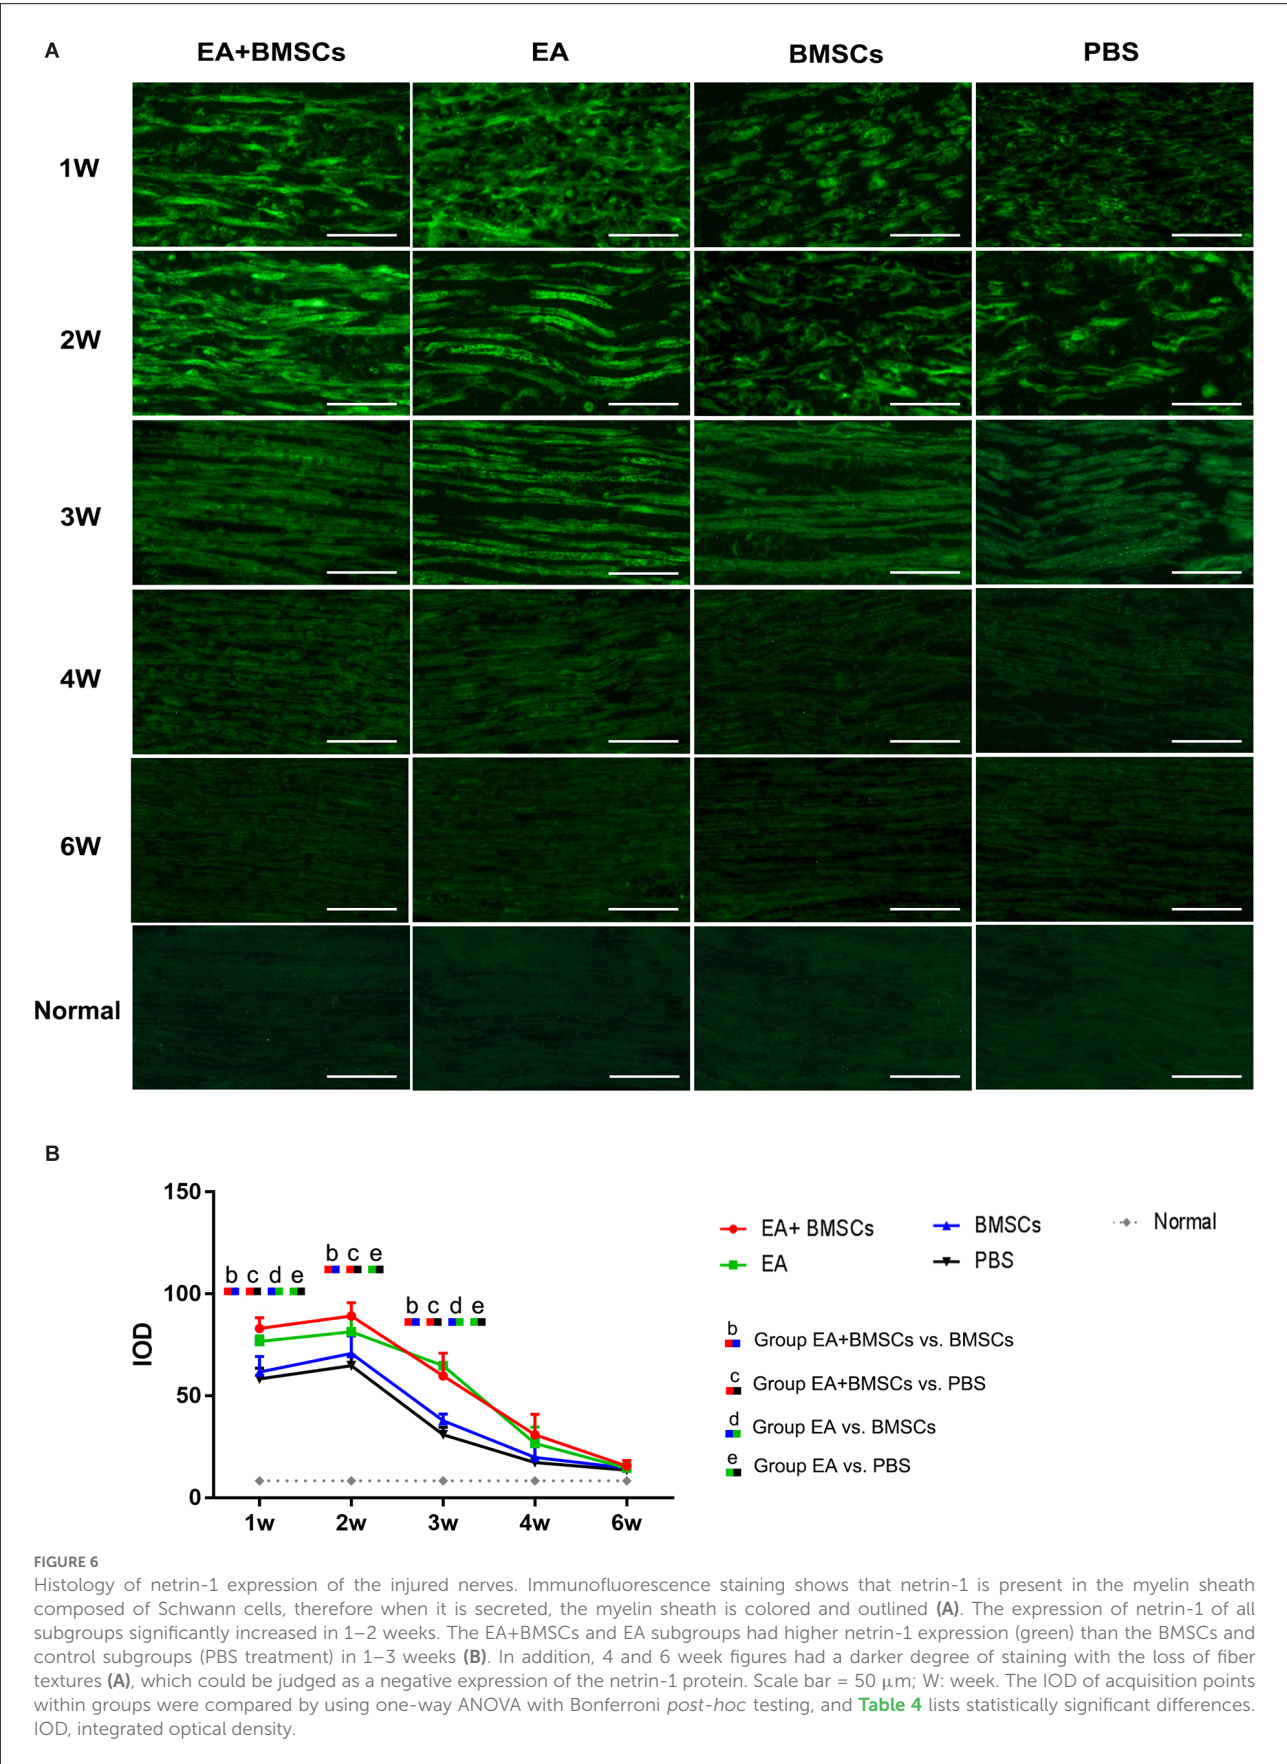 A
EA+BMSCs EA BMSCs PBS
1W
2W
3W
4W
6W
Normal
B
150
100
50
0
IOD
1w 2w 3w 4w 6w
b c d e
b c e
b c d e
EA+ BMSCs
BMSCs
Normal
EA
PBS
b
Group EA+BMSCs vs. BMSCs
c
Group EA+BMSCs vs. PBS
d
Group EA vs. BMSCs
e
Group EA vs. PBS
FIGURE 6
Histology of netrin-1 expression of the injured nerves. Immunofluorescence staining shows that netrin-1 is present in the myelin sheath
composed of Schwann cells, therefore when it is secreted, the myelin sheath is colored and outlined (A). The expression of netrin-1 of all
subgroups significantly increased in 1–2 weeks. The EA+BMSCs and EA subgroups had higher netrin-1 expression (green) than the BMSCs and
control subgroups (PBS treatment) in 1–3 weeks (B). In addition, 4 and 6 week figures had a darker degree of staining with the loss of fiber
textures (A), which could be judged as a negative expression of the netrin-1 protein. Scale bar = 50 μm; W: week. The IOD of acquisition points
within groups were compared by using one-way ANOVA with Bonferroni post-hoc testing, and Table 4 lists statistically significant differences.
IOD, integrated optical density.